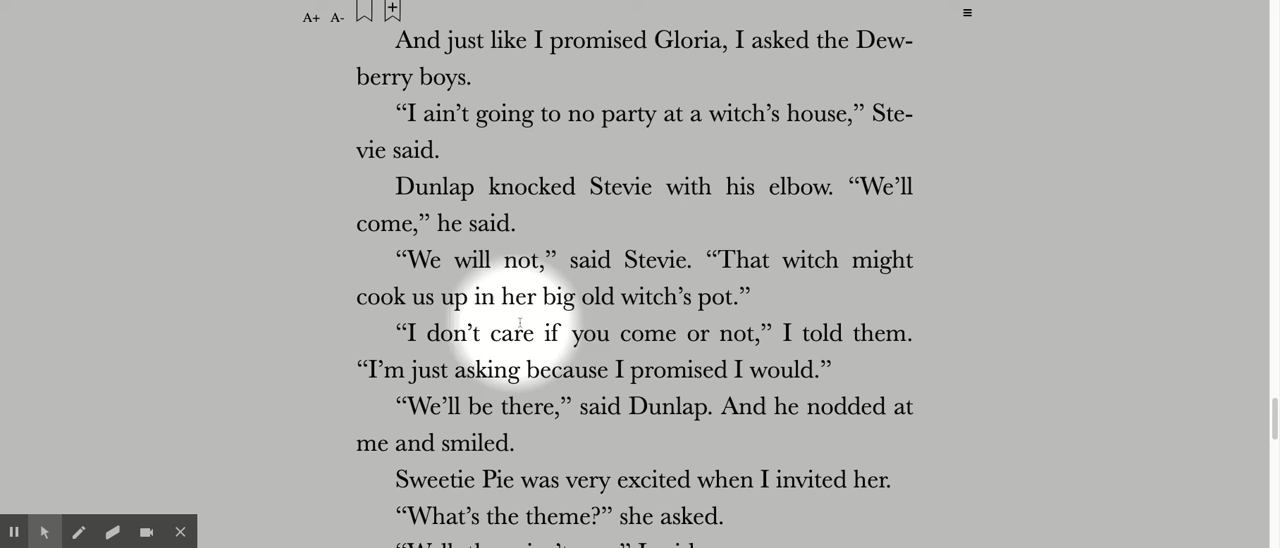 A+ A-
And just like I promised Gloria, I asked the Dew-
berry boys.
“I ain’t going to no party at a witch’s house,” Ste-
vie said.
Dunlap knocked Stevie with his elbow. “We’ll
come,” he said.
“We will not,” said Stevie. “That witch might
cook us up in her big old witch’s pot.”
“I don’t care if you come or not,” I told them.
“I’m just asking because I promised I would.”
“We’ll be there,” said Dunlap. And he nodded at
me and smiled.
Sweetie Pie was very excited when I invited her.
“What’s the theme?” she asked.